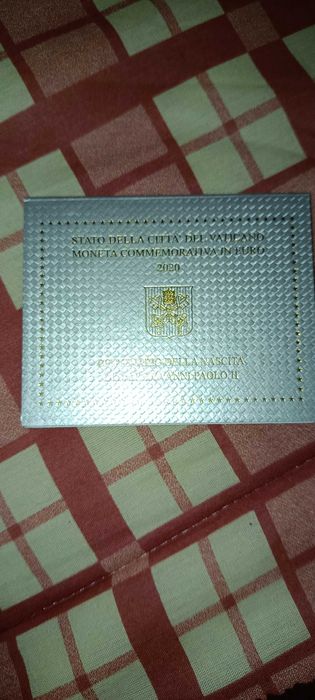 STATO DELLA CITTA' DEL VATICANO
MONETA COMMEMORATIVA IN EURO
2020
DELLA NASCITA
PAOLO II